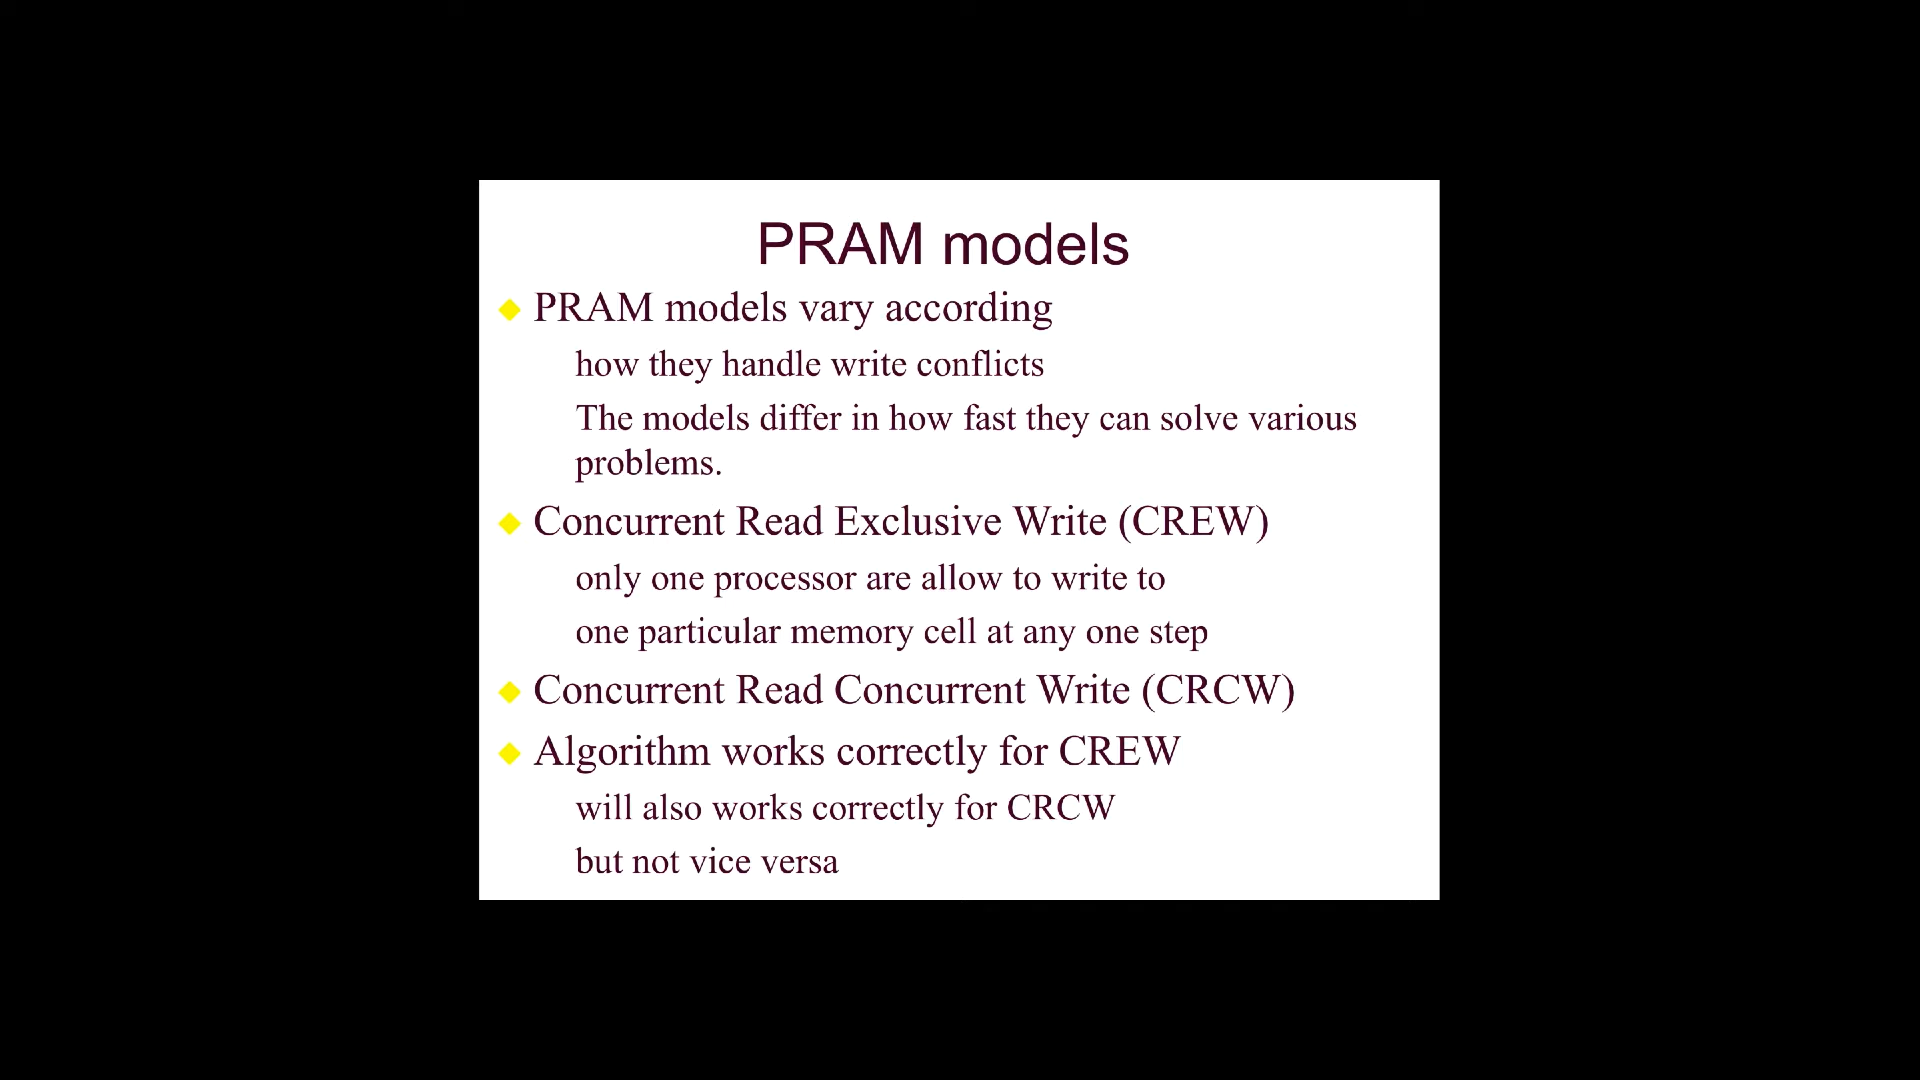 PRAM models
PRAM models vary according
how they handle write conflicts
The models differ in how fast they can solve various
problems.
Concurrent Read Exclusive Write (CREW)
only one processor are allow to write to
one particular memory cell at any one step
Concurrent Read Concurrent Write (CRCW)
Algorithm works correctly for CREW
will also works correctly for CRCW
but not vice versa